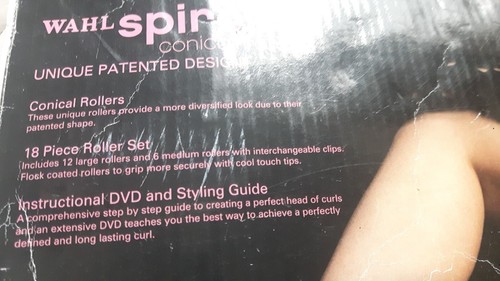 WAHL spir
conica
UNIQUE PATENTED DESIG
Conical Rollers
These unique rollers provide a more diversified look due to their
patented shape.
18 Piece Roller Set
Includes 12 large rollers and 6 medium rollers with interchangeable clips.
Flock coated rollers to grip more securely with cool touch tips.
Instructional DVD and Styling Guide
A comprehensive step by step guide to creating a perfect head of curls
and an extensive DVD teaches you the best way to achieve a perfectly
defined and long lasting curl.